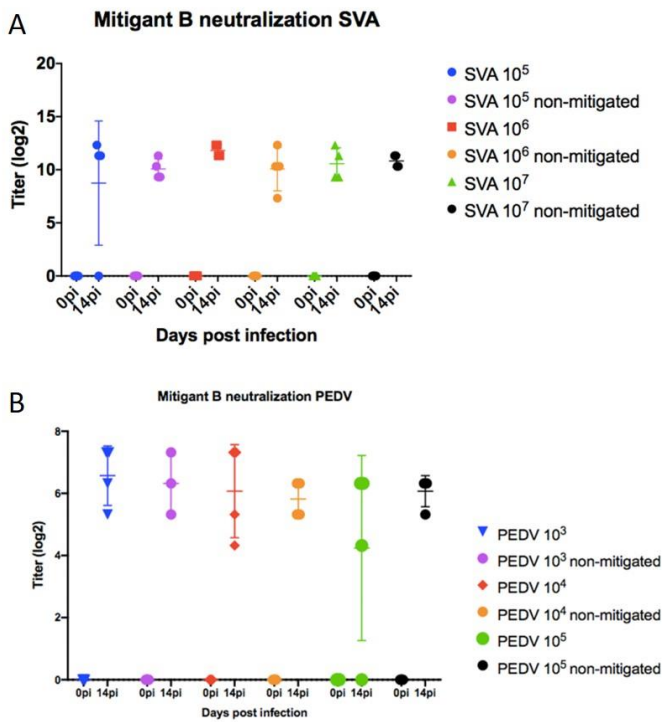 A
Mitigant B neutralization SVA
Titer (log2)
20
15
10
5
0
0pi 14pi 0pi 14pi 0pi 14pi 0pi 14pi 0pi 14pi 0pi 14pi
Days post infection
SVA 10⁵
SVA 10⁵ non-mitigated
SVA 10⁶
SVA 10⁶ non-mitigated
SVA 10⁷
SVA 10⁷ non-mitigated
B
Mitigant B neutralization PEDV
Titer (log2)
8
6
4
2
0
0pi 14pi 0pi 14pi 0pi 14pi 0pi 14pi 0pi 14pi 0pi 14pi
Days post infection
PEDV 10³
PEDV 10³ non-mitigated
PEDV 10⁴
PEDV 10⁴ non-mitigated
PEDV 10⁵
PEDV 10⁵ non-mitigated